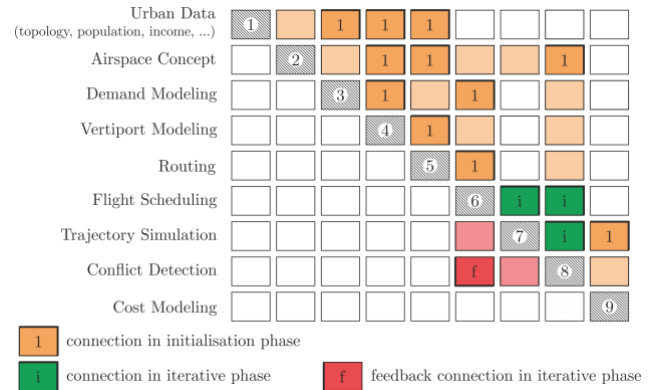 Urban Data
(topology, population, income, ...)
1 1 1 1
Airspace Concept
2 1 1 1
Demand Modeling
3 1 1
Vertiport Modeling
4 1
Routing
5 1
Flight Scheduling
6 i i
Trajectory Simulation
7 i 1
Conflict Detection
f 8
Cost Modeling
9
1 connection in initialisation phase
i connection in iterative phase
f feedback connection in iterative phase